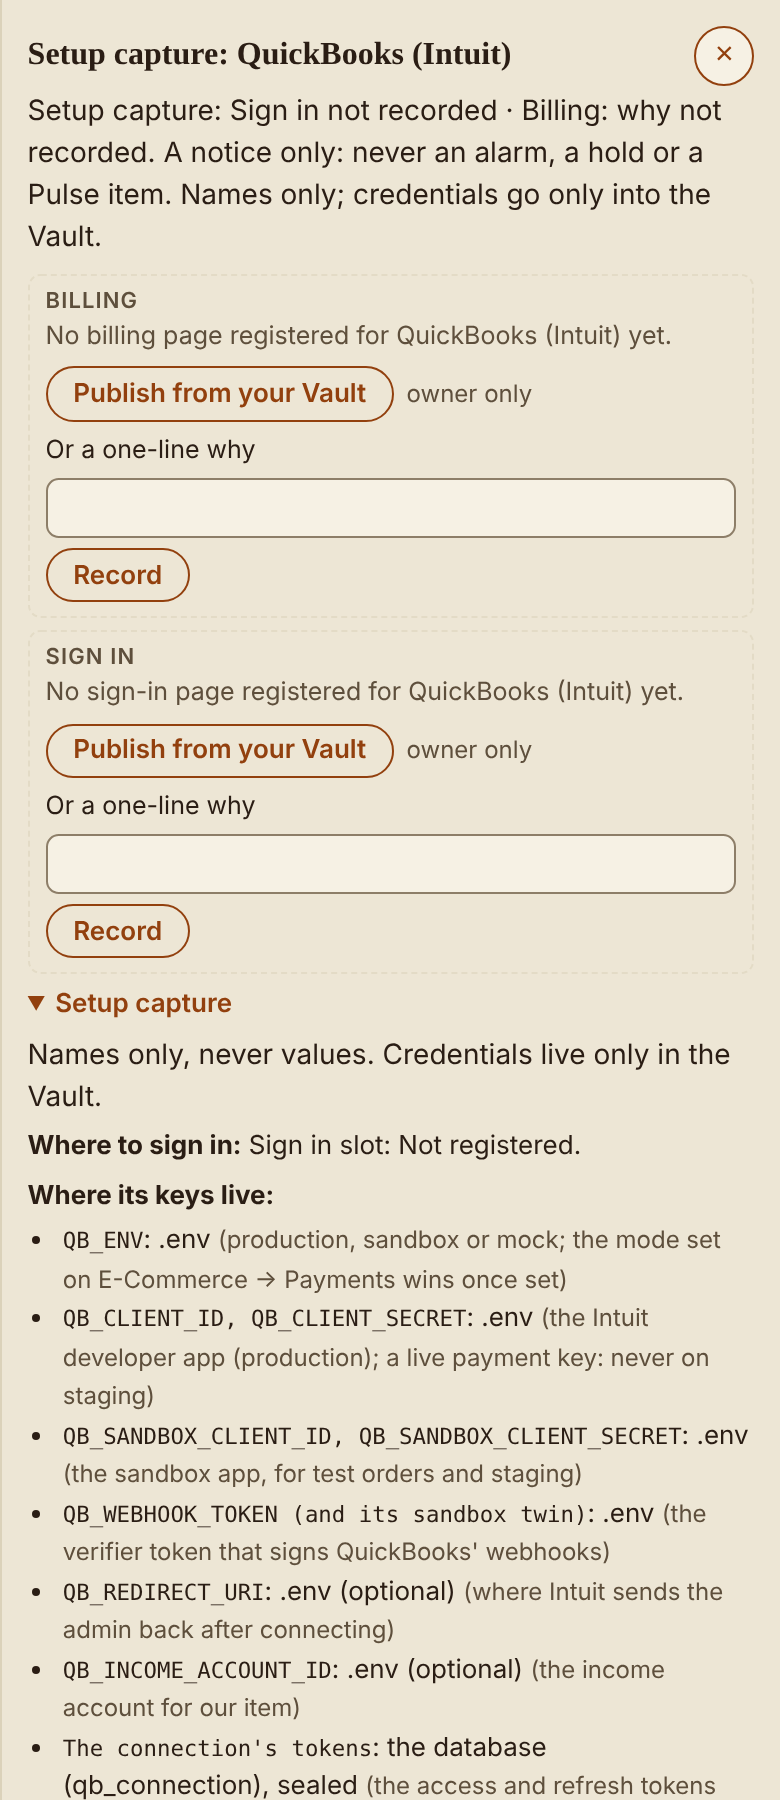 Setup capture: QuickBooks (Intuit)
×
Setup capture: Sign in not recorded · Billing: why not
recorded. A notice only: never an alarm, a hold or a
Pulse item. Names only; credentials go only into the
Vault.
BILLING
No billing page registered for QuickBooks (Intuit) yet.
Publish from your Vault owner only
Or a one-line why
Record
SIGN IN
No sign-in page registered for QuickBooks (Intuit) yet.
Publish from your Vault owner only
Or a one-line why
Record
▼ Setup capture
Names only, never values. Credentials live only in the
Vault.
Where to sign in: Sign in slot: Not registered.
Where its keys live:
• QB_ENV: .env (production, sandbox or mock; the mode set
on E-Commerce → Payments wins once set)
• QB_CLIENT_ID, QB_CLIENT_SECRET: .env (the Intuit
developer app (production); a live payment key: never on
staging)
• QB_SANDBOX_CLIENT_ID, QB_SANDBOX_CLIENT_SECRET: .env
(the sandbox app, for test orders and staging)
• QB_WEBHOOK_TOKEN (and its sandbox twin): .env (the
verifier token that signs QuickBooks' webhooks)
• QB_REDIRECT_URI: .env (optional) (where Intuit sends the
admin back after connecting)
• QB_INCOME_ACCOUNT_ID: .env (optional) (the income
account for our item)
• The connection's tokens: the database
(qb_connection), sealed (the access and refresh tokens